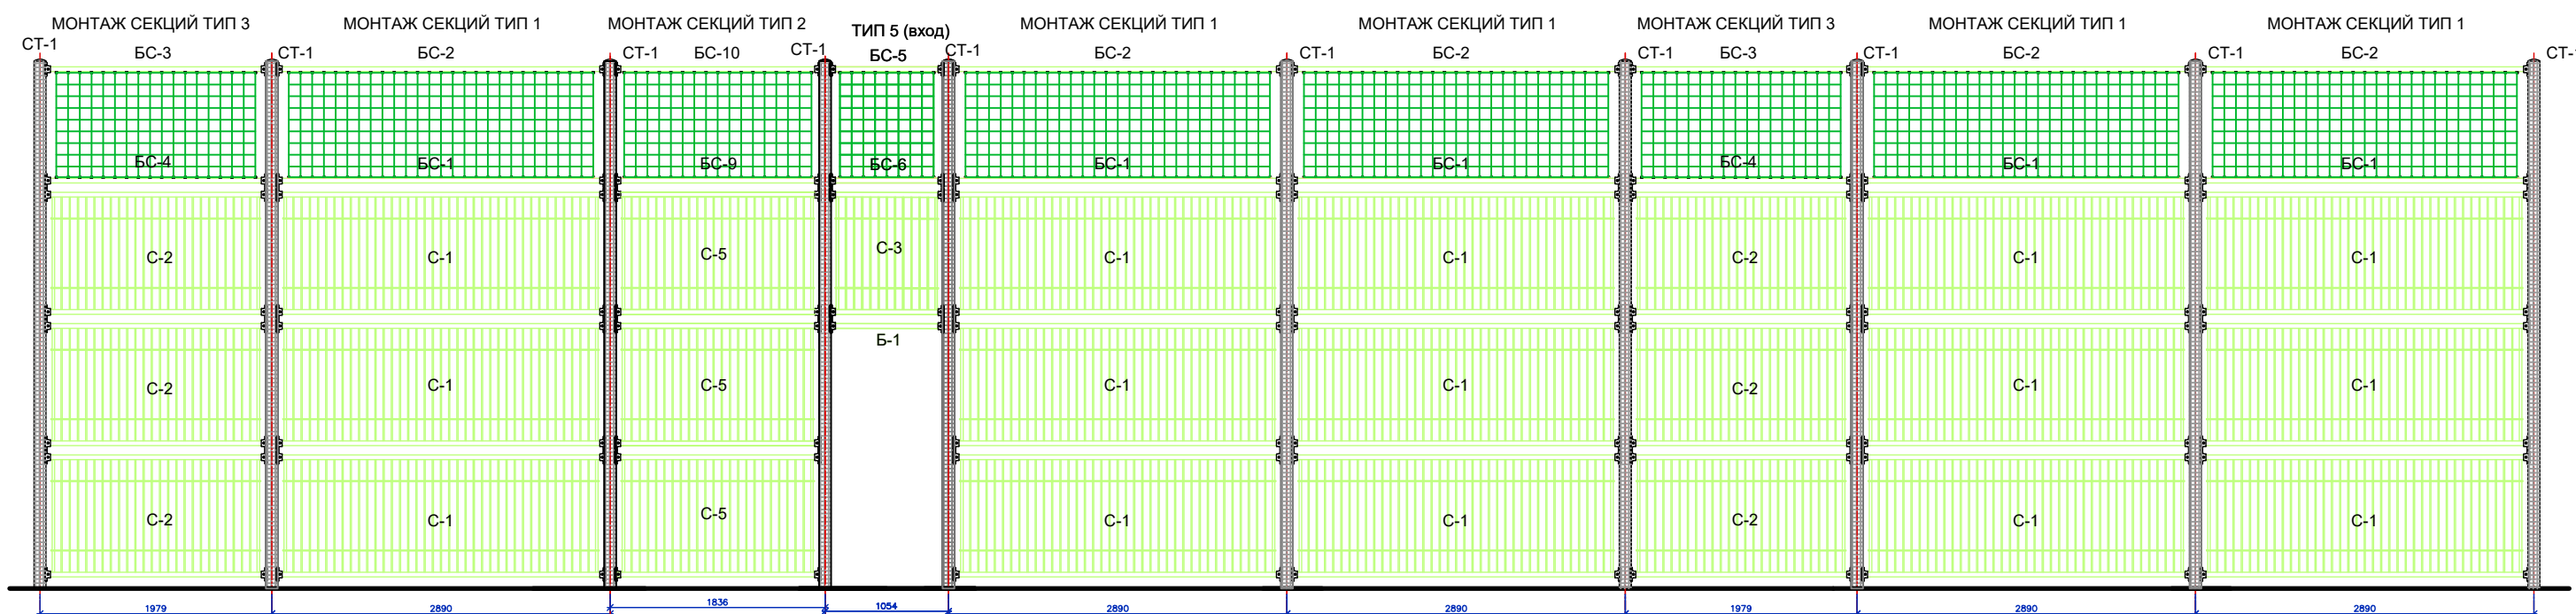 МОНТАЖ СЕКЦИЙ ТИП 3 МОНТАЖ СЕКЦИЙ ТИП 1 МОНТАЖ СЕКЦИЙ ТИП 2 ТИП 5 (вход) МОНТАЖ СЕКЦИЙ ТИП 1 МОНТАЖ СЕКЦИЙ ТИП 1 МОНТАЖ СЕКЦИЙ ТИП 3 МОНТАЖ СЕКЦИЙ ТИП 1 МОНТАЖ СЕКЦИЙ ТИП 1
СТ-1 БС-3 СТ-1 БС-2 СТ-1 БС-10 СТ-1 БС-5 СТ-1 БС-2 СТ-1 БС-2 СТ-1 БС-3 СТ-1 БС-2 СТ-1 БС-2 СТ-1
БС-4 БС-1 БС-9 БС-6 БС-1 БС-1 БС-4 БС-1 БС-1
С-2 С-1 С-5 С-3 С-1 С-1 С-2 С-1 С-1
Б-1
С-2 С-1 С-5 С-1 С-1 С-2 С-1 С-1
С-2 С-1 С-5 С-1 С-1 С-2 С-1 С-1
1979 2890 1836 1054 2890 2890 1979 2890 2890